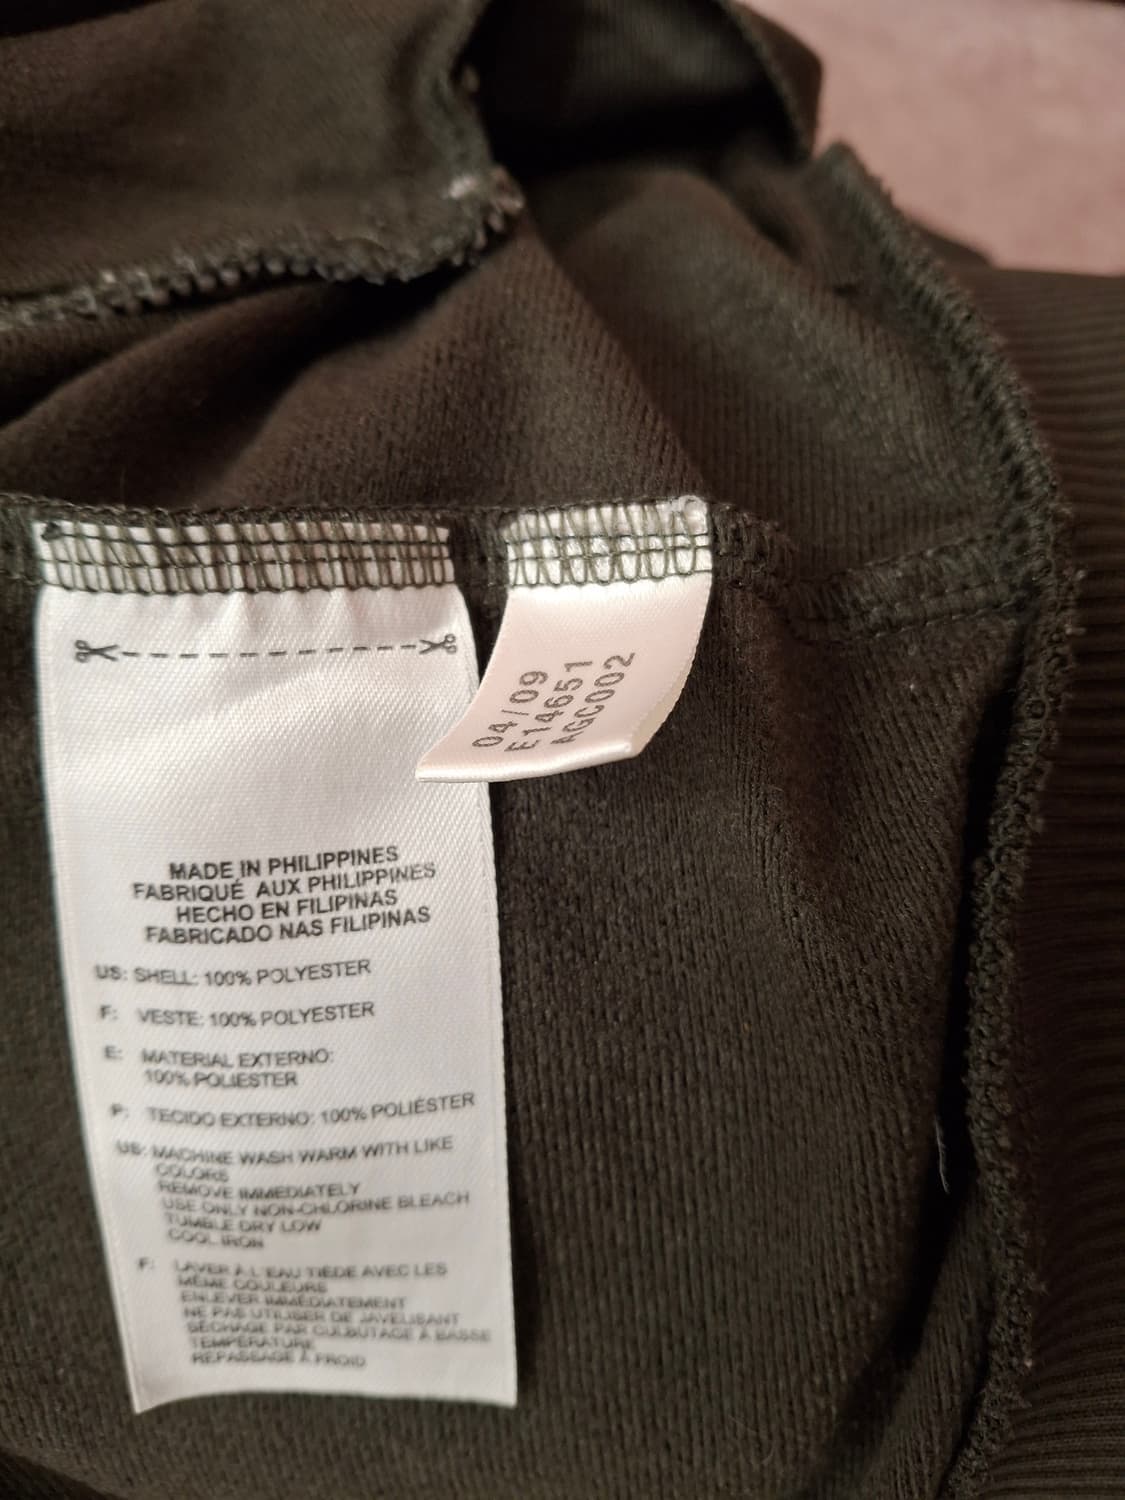 04/09
E14651
AGC002
MADE IN PHILIPPINES
FABRIQUÉ AUX PHILIPPINES
HECHO EN FILIPINAS
FABRICADO NAS FILIPINAS
US: SHELL: 100% POLYESTER
F: VESTE: 100% POLYESTER
E: MATERIAL EXTERNO:
100% POLIESTER
P: TECIDO EXTERNO: 100% POLIÉSTER
US: MACHINE WASH WARM WITH LIKE
COLORS
REMOVE IMMEDIATELY
USE ONLY NON-CHLORINE BLEACH
TUMBLE DRY LOW
COOL IRON
F: LAVER À L'EAU TIÈDE AVEC LES
MÊME COULEURS
ENLEVER IMMÉDIATEMENT
NE PAS UTILISER DE JAVELISANT
SÉCHAGE PAR CULBUTAGE À BASSE
TEMPÉRATURE
REPASSAGE À FROID